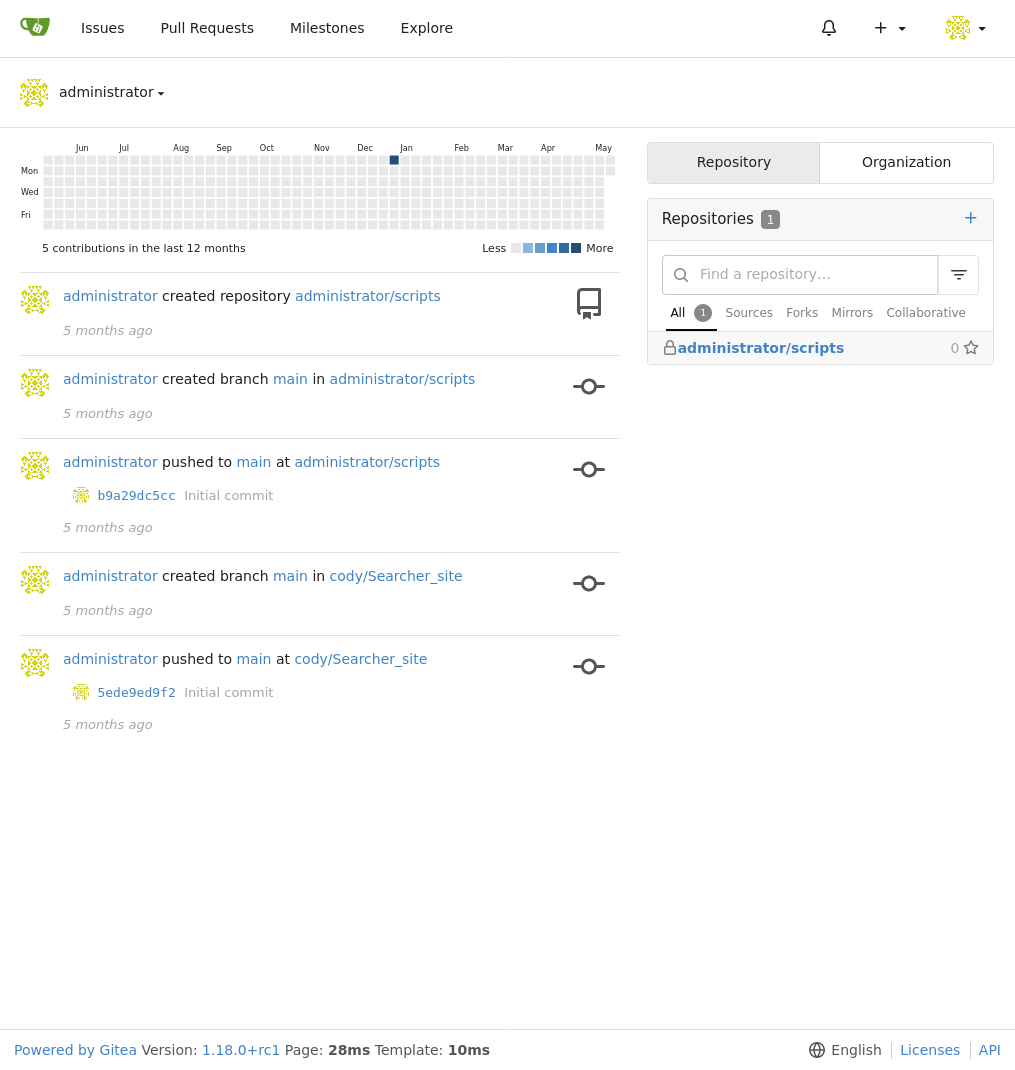 Issues Pull Requests Milestones Explore
administrator
Jun Jul Aug Sep Oct Nov Dec Jan Feb Mar Apr May
Mon
Wed
Fri
5 contributions in the last 12 months Less More
administrator created repository administrator/scripts
5 months ago
administrator created branch main in administrator/scripts
5 months ago
administrator pushed to main at administrator/scripts
b9a29dc5cc Initial commit
5 months ago
administrator created branch main in cody/Searcher_site
5 months ago
administrator pushed to main at cody/Searcher_site
5ede9ed9f2 Initial commit
5 months ago
Repository Organization
Repositories 1
Find a repository...
All 1 Sources Forks Mirrors Collaborative
administrator/scripts 0
Powered by Gitea Version: 1.18.0+rc1 Page: 28ms Template: 10ms English Licenses API